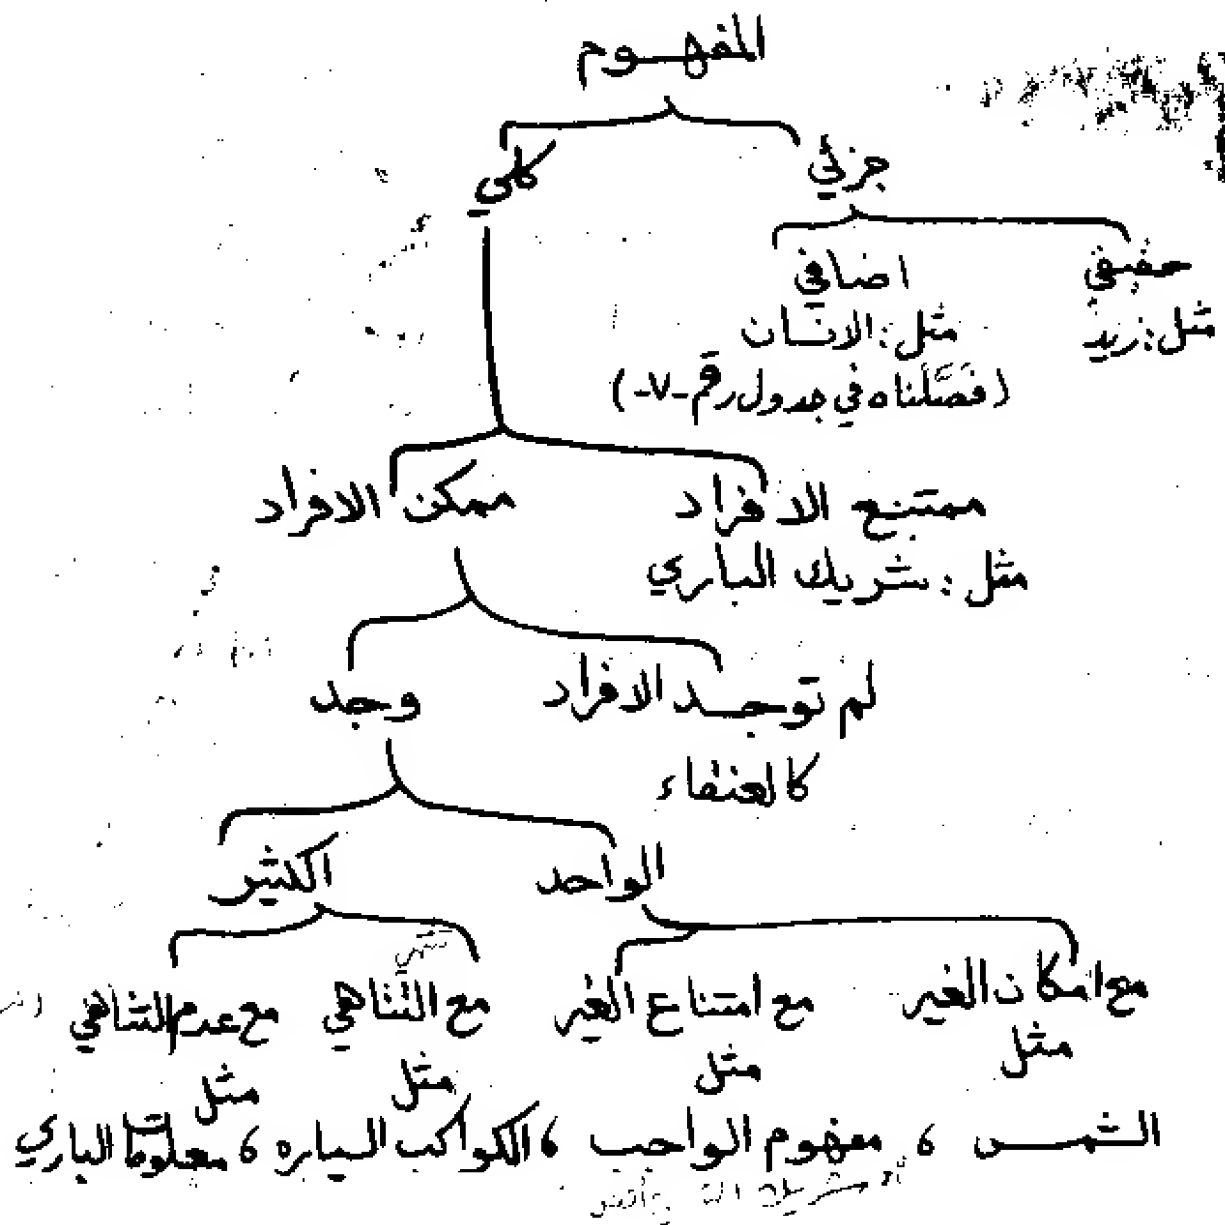 المفهوم
جزئي كلي
حقيقي اضافي
مثل: زيد مثل: الانسان
(فَصَّلناه في جدول رقم -٧-)
ممتنع الافراد ممكن الافراد
مثل: شريك الباري
لم توجد الافراد وجد
كالعنقاء
الواحد الكثير
مع امكان الغير مع امتناع الغير مع التناهي مع عدم التناهي
مثل مثل مثل مثل
الشمس ، مفهوم الواجب ، الكواكب السياره ، معلومات الباري